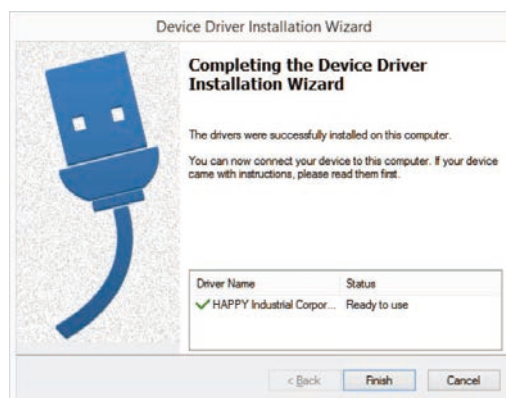 Device Driver Installation Wizard
Completing the Device Driver
Installation Wizard
The drivers were successfully installed on this computer.
You can now connect your device to this computer. If your device
came with instructions, please read them first.
Driver Name Status
HAPPY Industrial Corpor... Ready to use
< Back Finish Cancel